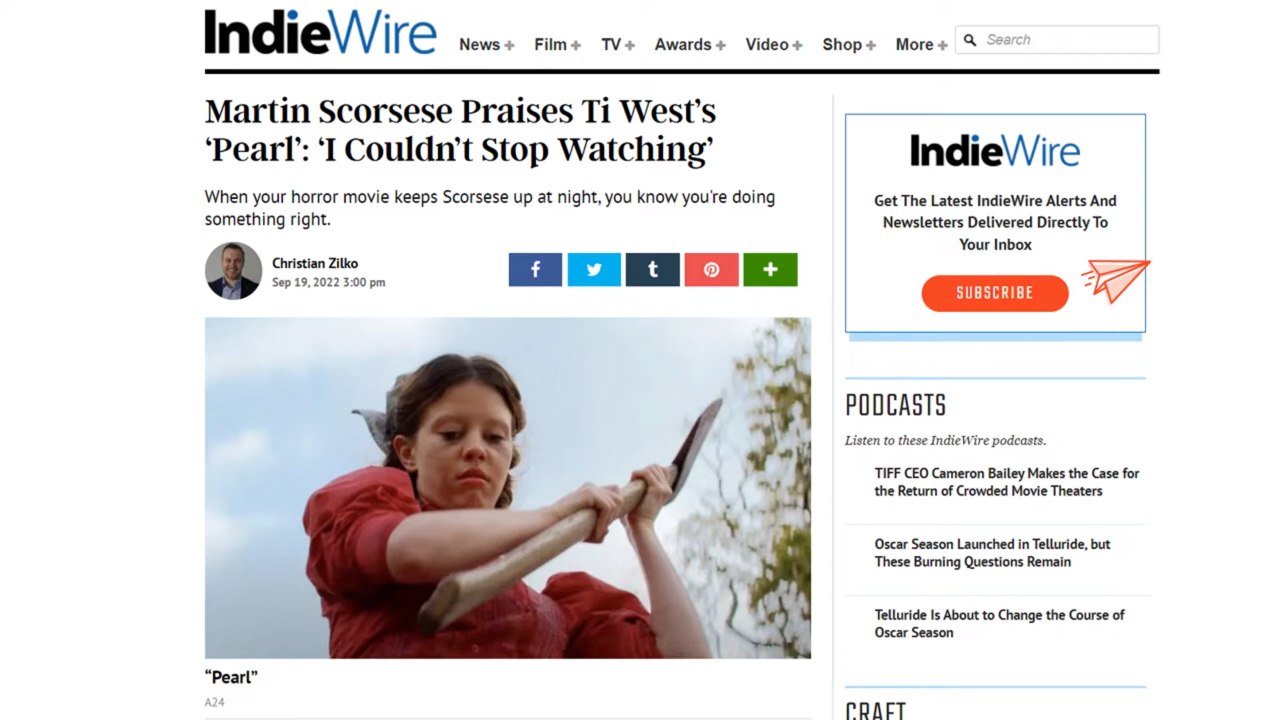 IndieWire
News + Film + TV + Awards + Video + Shop + More +
Search
Martin Scorsese Praises Ti West’s
‘Pearl’: ‘I Couldn’t Stop Watching’
When your horror movie keeps Scorsese up at night, you know you're doing
something right.
Christian Zilko
Sep 19, 2022 3:00 pm
“Pearl”
A24
IndieWire
Get The Latest IndieWire Alerts And
Newsletters Delivered Directly To
Your Inbox
SUBSCRIBE
PODCASTS
Listen to these IndieWire podcasts.
TIFF CEO Cameron Bailey Makes the Case for
the Return of Crowded Movie Theaters
Oscar Season Launched in Telluride, but
These Burning Questions Remain
Telluride Is About to Change the Course of
Oscar Season
CRAFT